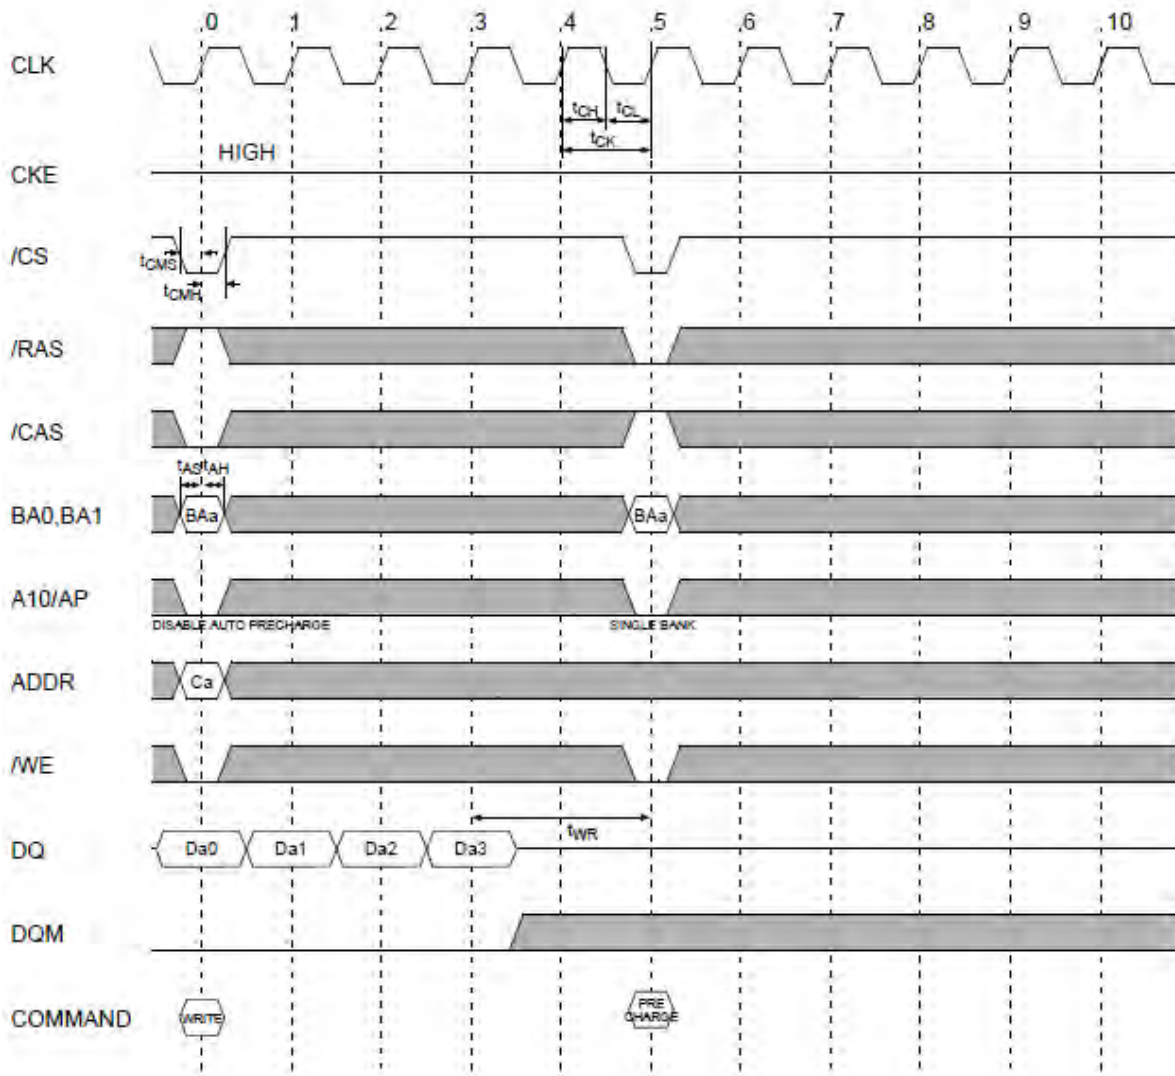 0 1 2 3 4 5 6 7 8 9 10
CLK
tCH tCL
tCK
HIGH
CKE
/CS
tCMS
tCMH
/RAS
/CAS
tAS tAH
BA0,BA1 BAa BAa
A10/AP
DISABLE AUTO PRECHARGE SINGLE BANK
ADDR Ca
/WE
tWR
DQ Da0 Da1 Da2 Da3
DQM
COMMAND WRITE PRE
CHARGE